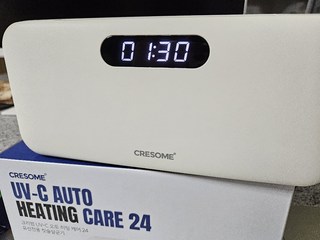 01:30
CRESOME
CRESOME
UV-C AUTO
HEATING CARE 24